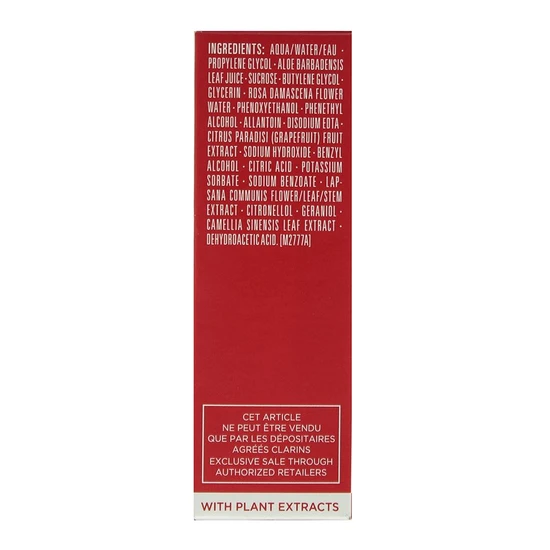 INGREDIENTS: AQUA/WATER/EAU •
PROPYLENE GLYCOL • ALOE BARBADENSIS
LEAF JUICE • SUCROSE • BUTYLENE GLYCOL •
GLYCERIN • ROSA DAMASCENA FLOWER
WATER • PHENOXYETHANOL • PHENETHYL
ALCOHOL • ALLANTOIN • DISODIUM EDTA •
CITRUS PARADISI (GRAPEFRUIT) FRUIT
EXTRACT • SODIUM HYDROXIDE • BENZYL
ALCOHOL • CITRIC ACID • POTASSIUM
SORBATE • SODIUM BENZOATE • LAP-
SANA COMMUNIS FLOWER/LEAF/STEM
EXTRACT • CITRONELLOL • GERANIOL •
CAMELLIA SINENSIS LEAF EXTRACT •
DEHYDROACETIC ACID. [M2777A]
CET ARTICLE
NE PEUT ÊTRE VENDU
QUE PAR LES DÉPOSITAIRES
AGRÉÉS CLARINS
EXCLUSIVE SALE THROUGH
AUTHORIZED RETAILERS
WITH PLANT EXTRACTS